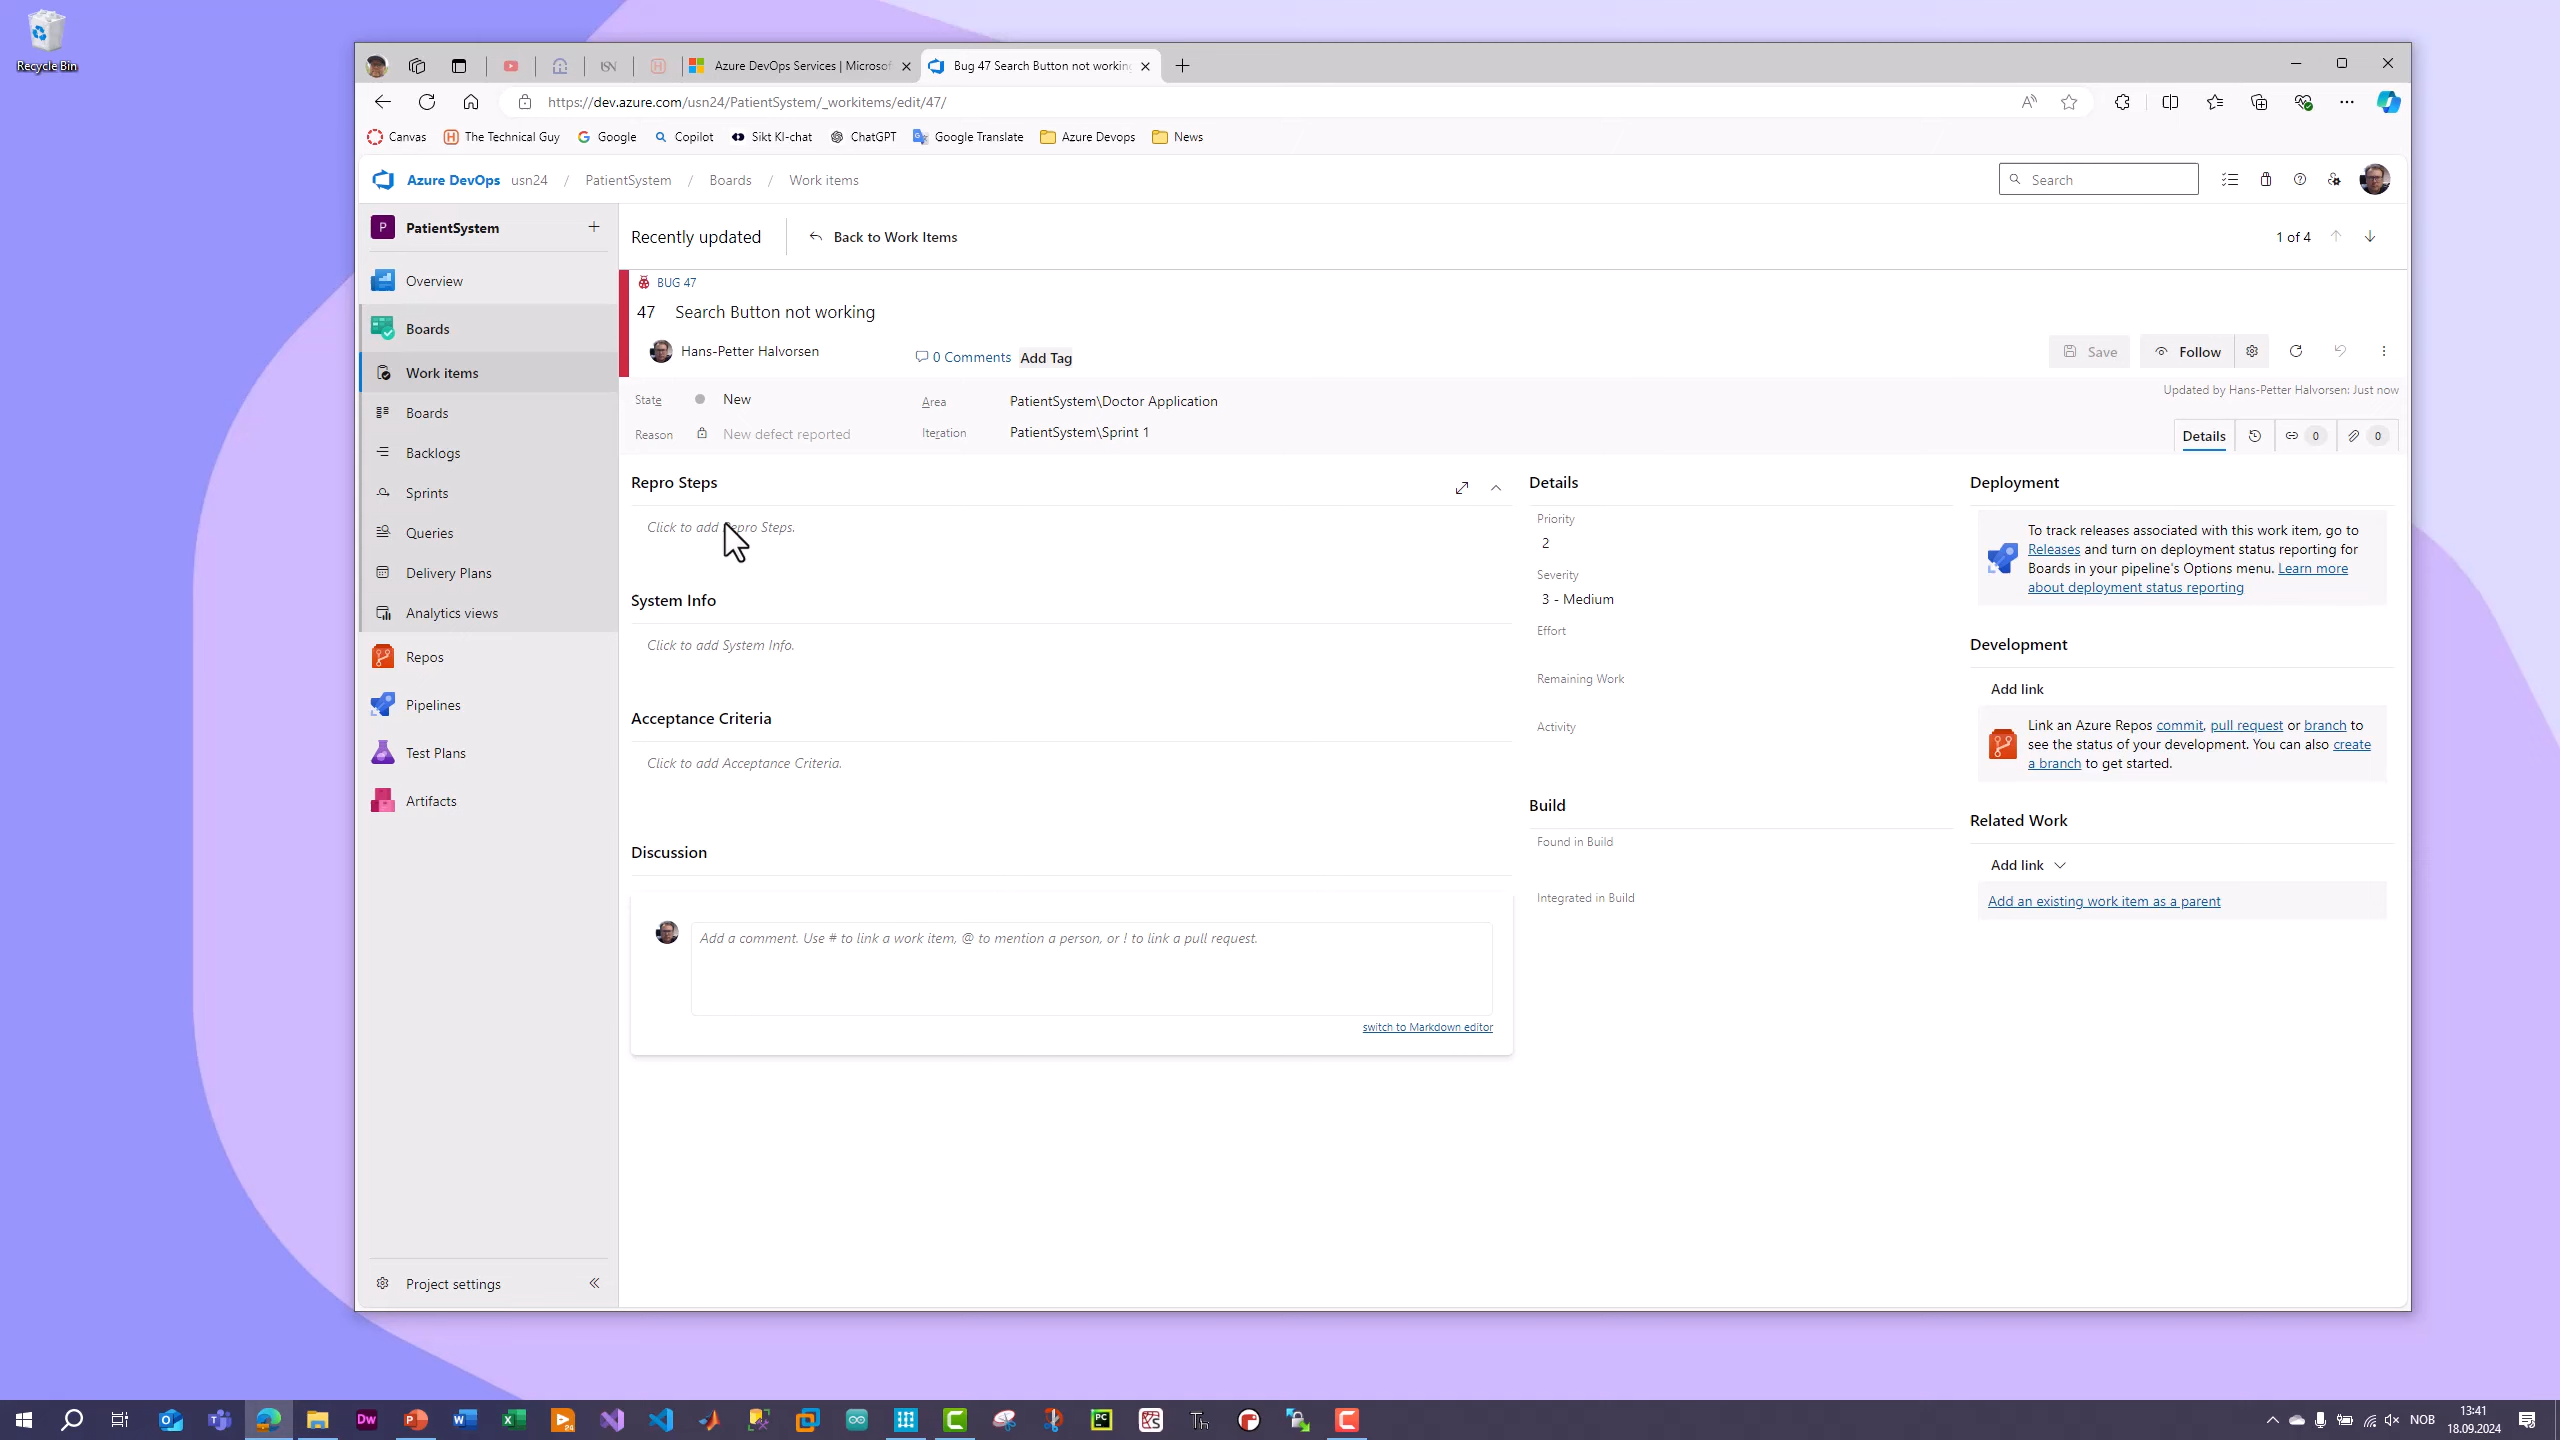 Recycle Bin
Azure DevOps Services | Microsof
Bug 47 Search Button not workin
https://dev.azure.com/usn24/PatientSystem/_workitems/edit/47/
Canvas
The Technical Guy
Google
Copilot
Sikt KI-chat
ChatGPT
Google Translate
Azure Devops
News
Azure DevOps usn24 / PatientSystem / Boards / Work items
Search
P PatientSystem
Overview
Boards
Work items
Boards
Backlogs
Sprints
Queries
Delivery Plans
Analytics views
Repos
Pipelines
Test Plans
Artifacts
Project settings
Recently updated
Back to Work Items
1 of 4
BUG 47
47 Search Button not working
Hans-Petter Halvorsen
0 Comments
Add Tag
Save
Follow
State New
Area PatientSystem\Doctor Application
Updated by Hans-Petter Halvorsen: Just now
Reason New defect reported
Iteration PatientSystem\Sprint 1
Details
0
0
Repro Steps
Click to add Repro Steps.
System Info
Click to add System Info.
Acceptance Criteria
Click to add Acceptance Criteria.
Discussion
Add a comment. Use # to link a work item, @ to mention a person, or ! to link a pull request.
switch to Markdown editor
Details
Priority
2
Severity
3 - Medium
Effort
Remaining Work
Activity
Build
Found in Build
Integrated in Build
Deployment
To track releases associated with this work item, go to
Releases and turn on deployment status reporting for
Boards in your pipeline's Options menu. Learn more
about deployment status reporting
Development
Add link
Link an Azure Repos commit, pull request or branch to
see the status of your development. You can also create
a branch to get started.
Related Work
Add link
Add an existing work item as a parent
NOB
13:41
18.09.2024